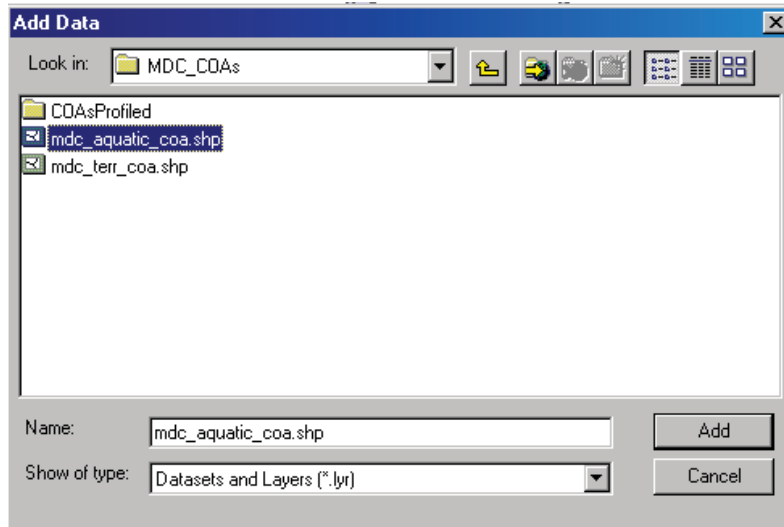 Add Data
Look in: MDC_COAs
COAsProfiled
mdc_aquatic_coa.shp
mdc_terr_coa.shp
Name: mdc_aquatic_coa.shp Add
Show of type: Datasets and Layers (*.lyr) Cancel